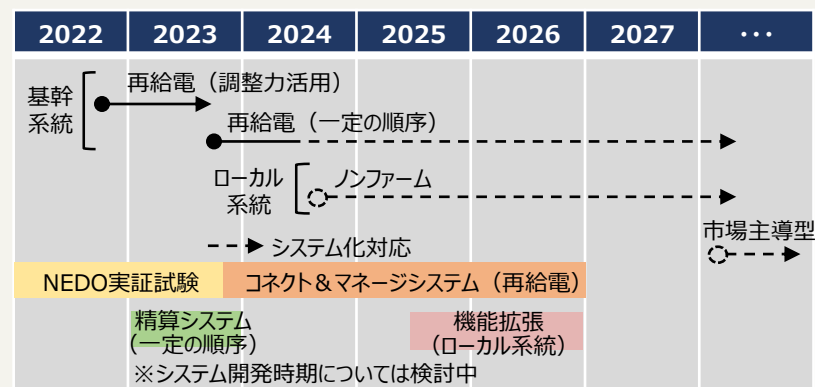 2022 2023 2024 2025 2026 2027 ･･･
基幹
系統
再給電（調整力活用）
再給電（一定の順序）
ローカル
系統
ノンファーム
市場主導型
システム化対応
NEDO実証試験
コネクト＆マネージシステム（再給電）
精算システム
（一定の順序）
機能拡張
（ローカル系統）
※システム開発時期については検討中